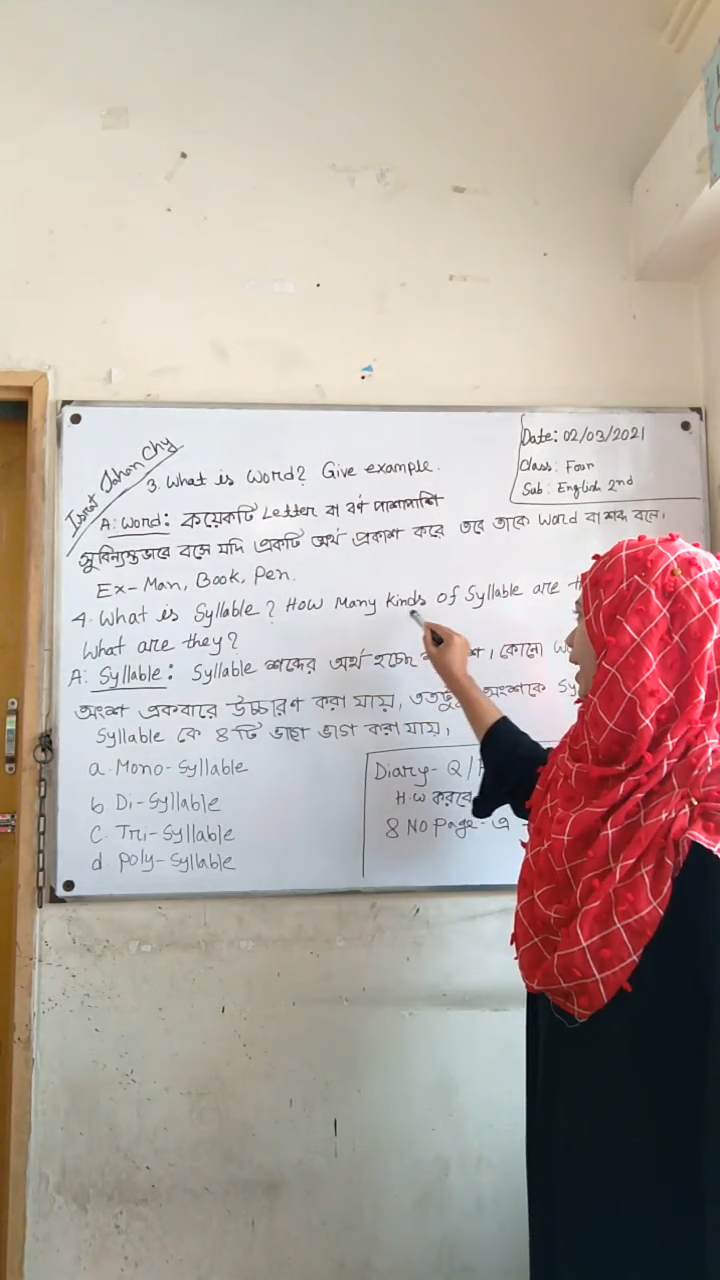 Israt Jahan Chy
Date: 02/03/2021
Class: Four
Sub: English 2nd
3. What is Word? Give example.
A: Word: কয়েকটি Letter বা বর্ণ পাশাপাশি
সুবিন্যস্তভাবে বসে যদি একটি অর্থ প্রকাশ করে তবে তাকে Word বা শব্দ বলে।
Ex- Man, Book, Pen.
4. What is Syllable? How Many kinds of Syllable are
What are they?
A: Syllable: Syllable শব্দের অর্থ হচ্ছে কোনো
অংশ একবারে উচ্চারণ করা যায়, অংশকে
Syllable কে ৪টি ভাগে ভাগ করা যায়।
a. Mono-Syllable
b. Di-Syllable
c. Tri-Syllable
d. Poly-Syllable
Diary- Q/
H.W করবে
8 NO Page-এ